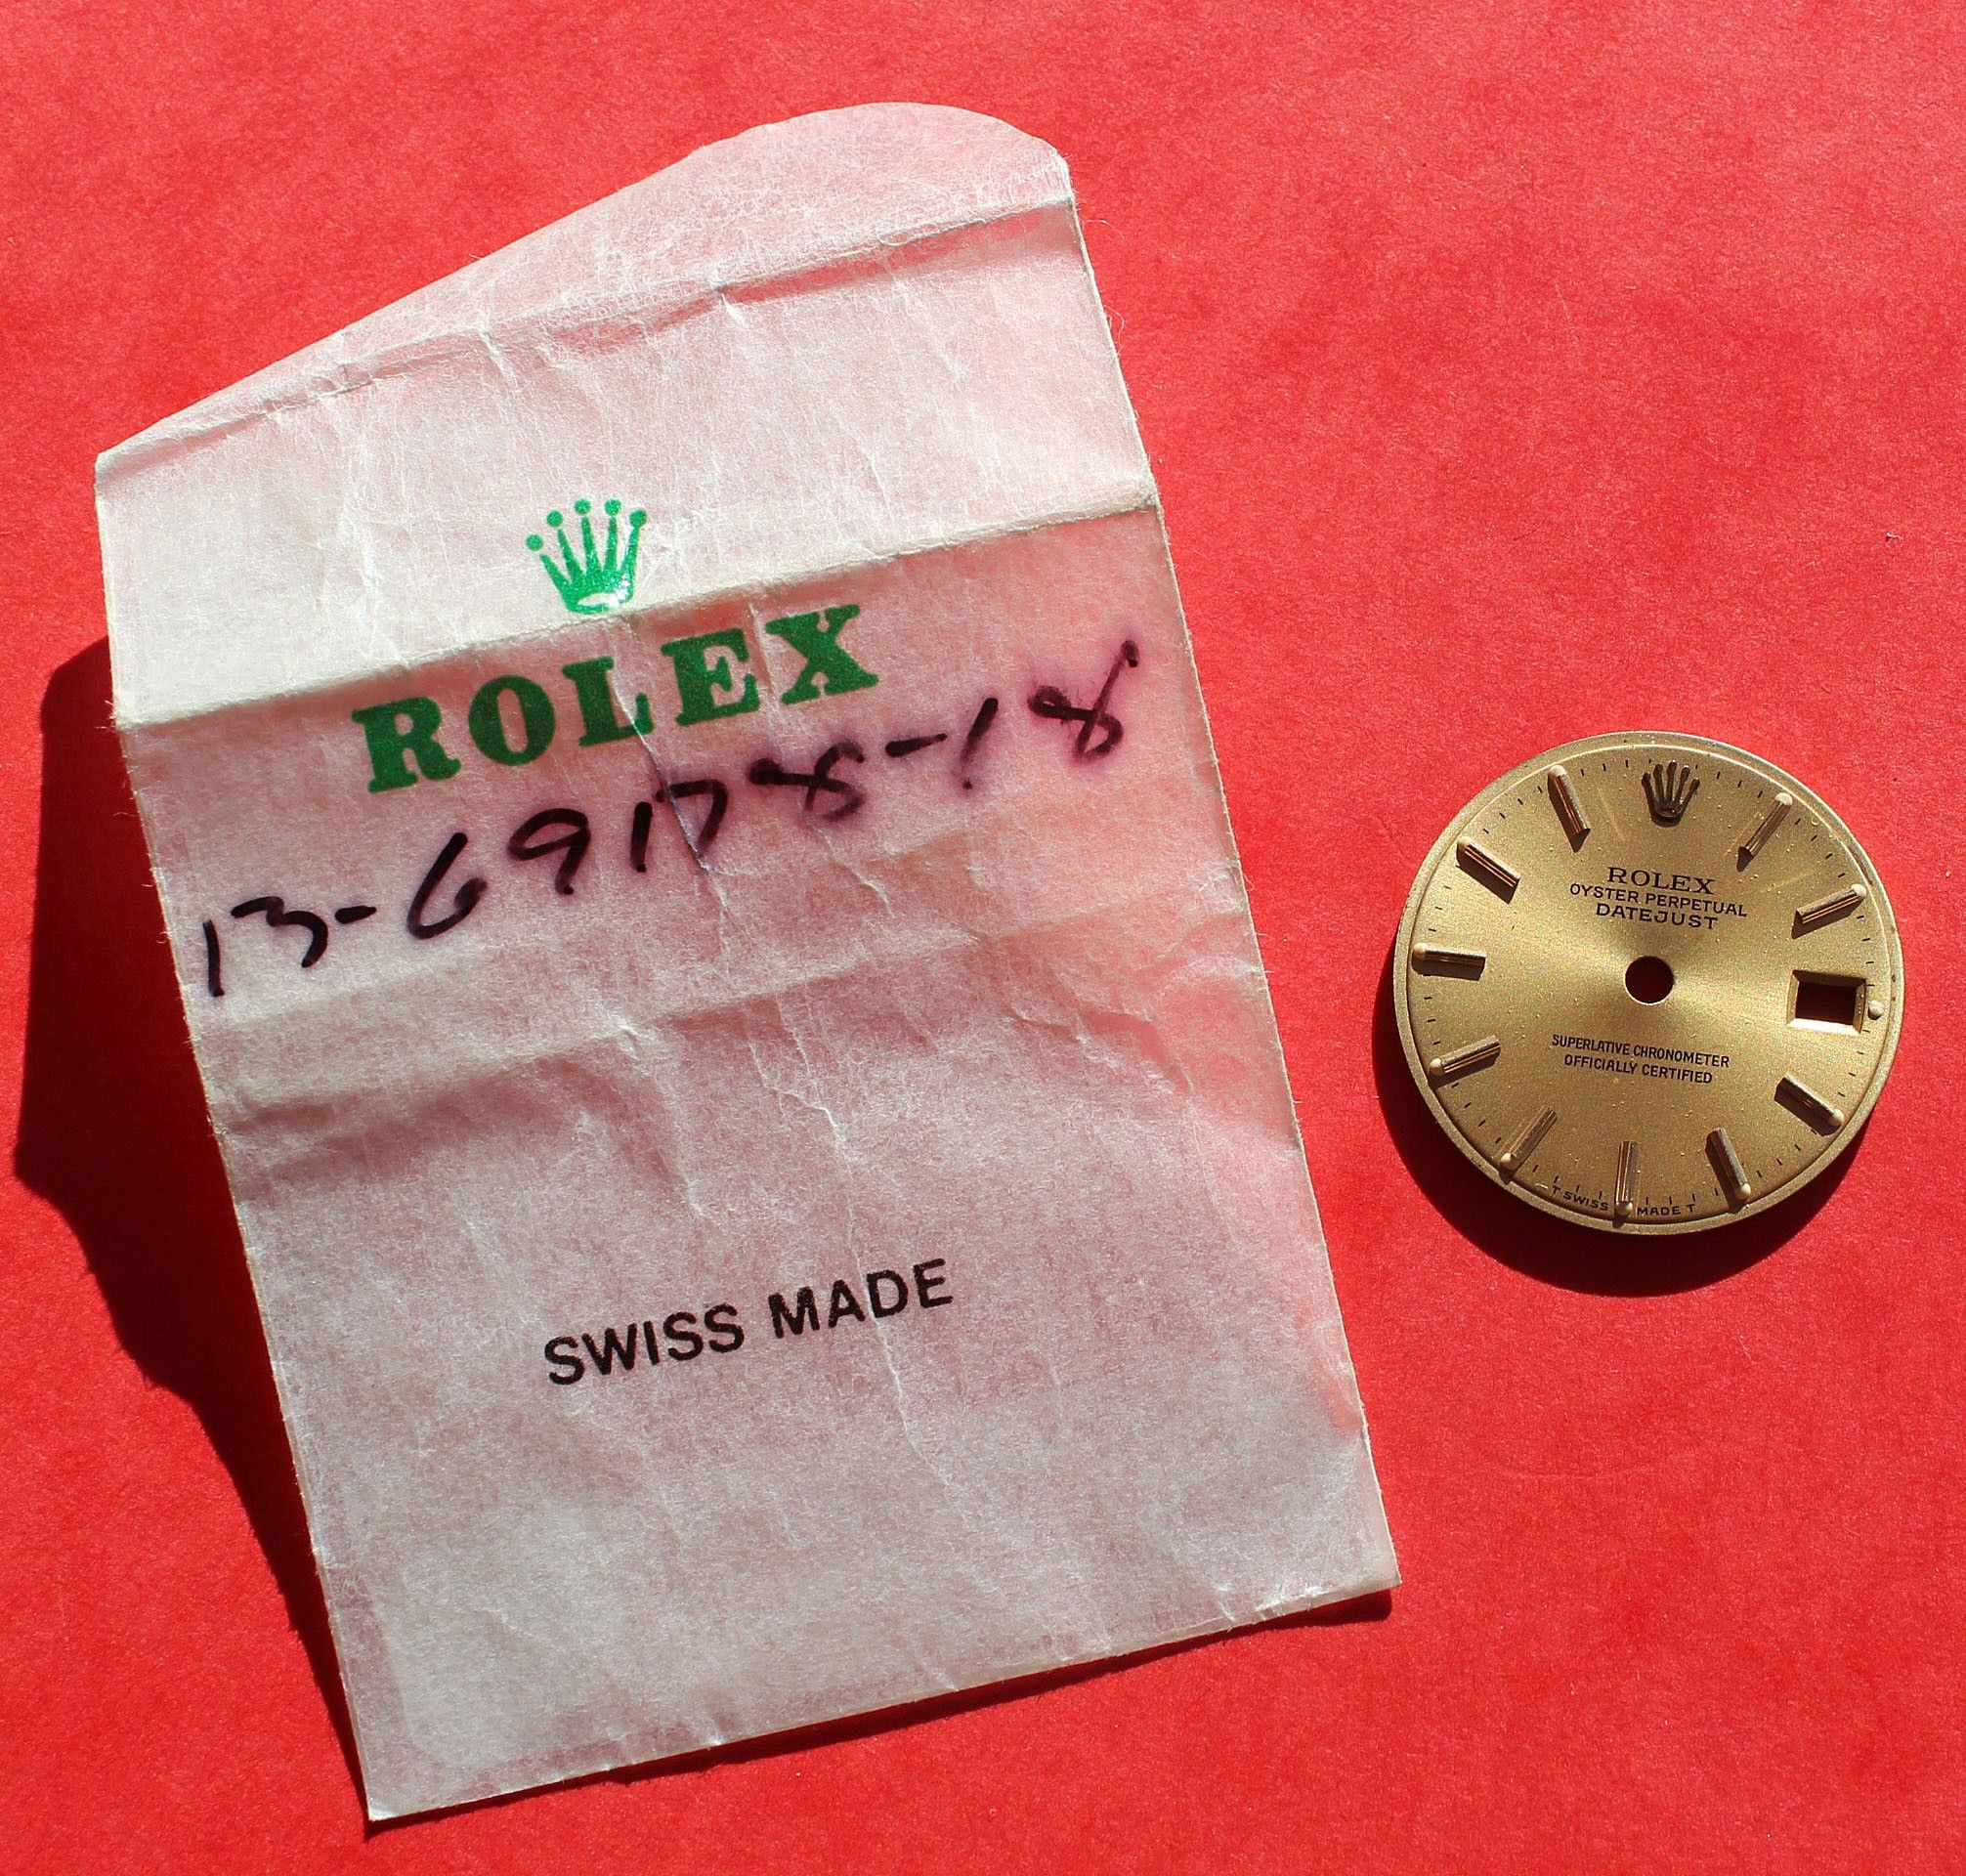 ROLEX
13-69178-18
SWISS MADE
ROLEX
OYSTER PERPETUAL
DATEJUST
SUPERLATIVE CHRONOMETER
OFFICIALLY CERTIFIED
T SWISS MADE T